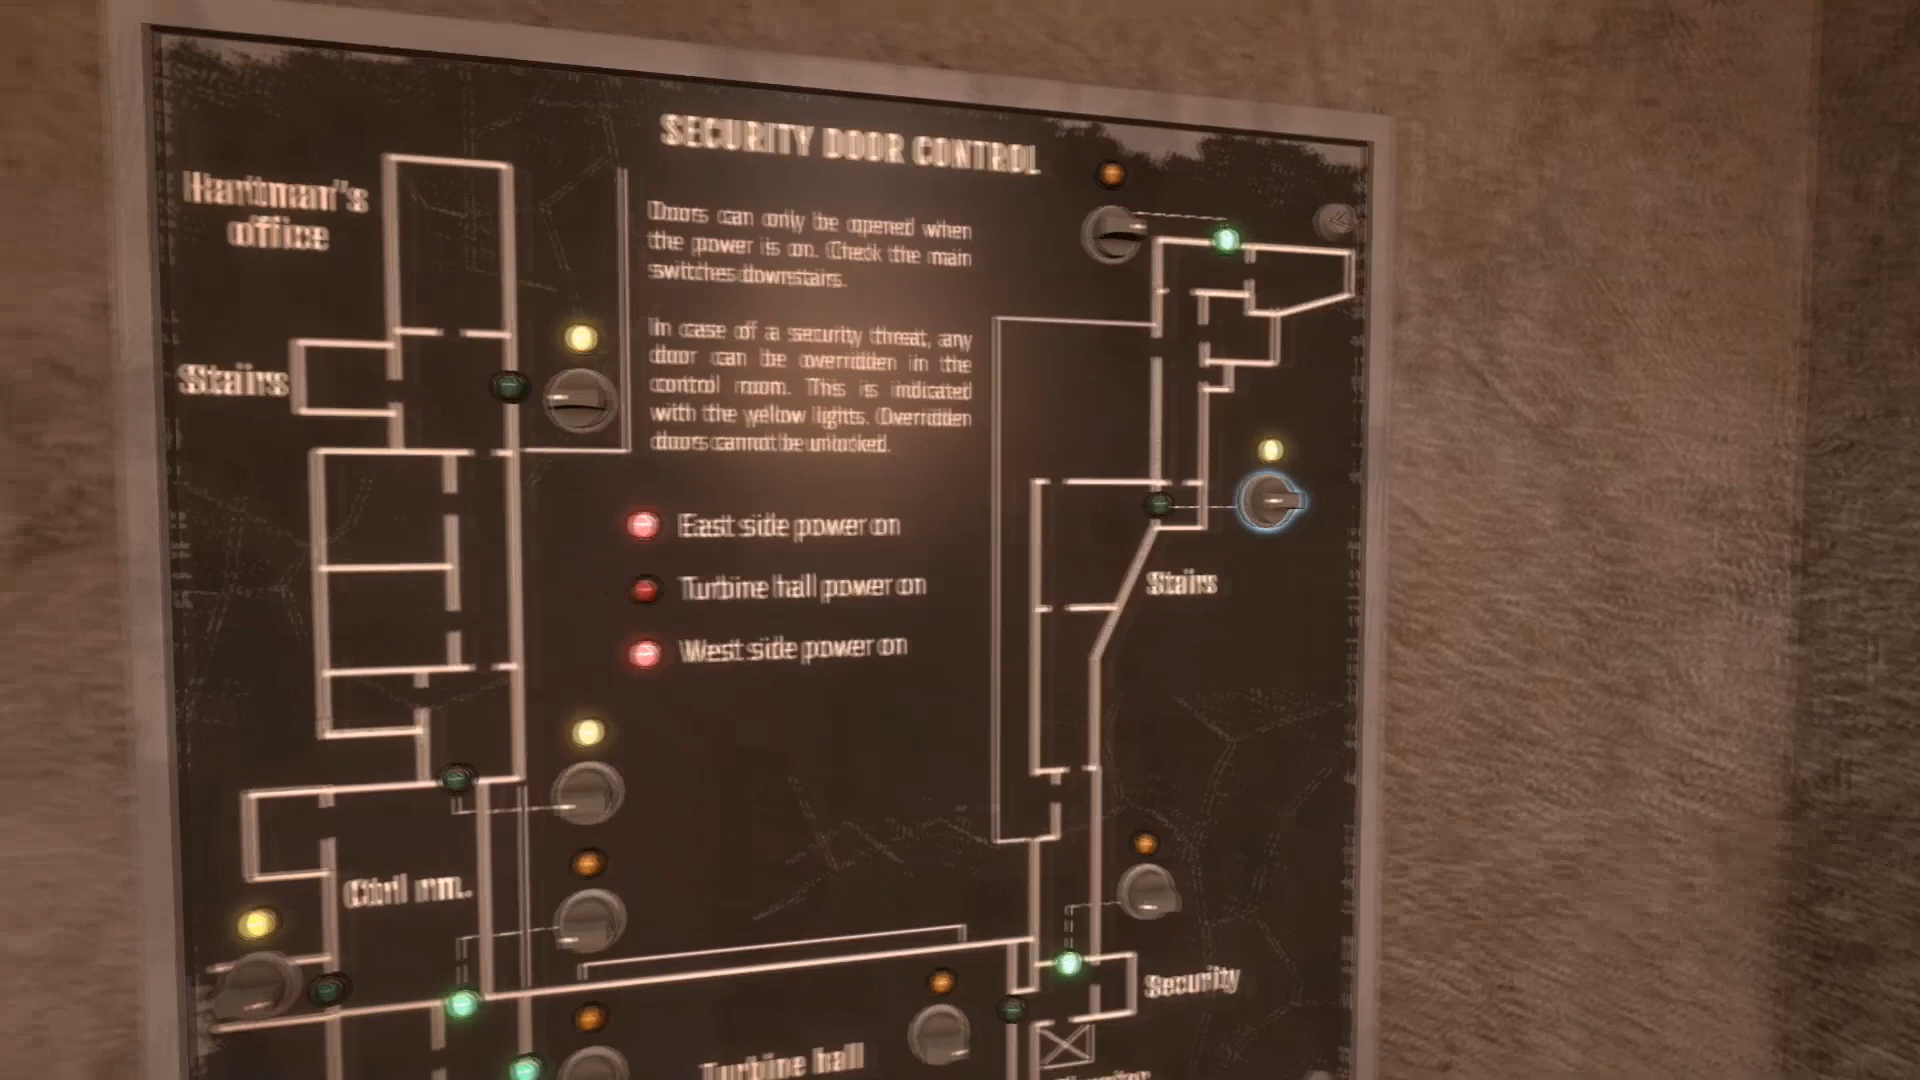 SECURITY DOOR CONTROL
Hartman's
office
Doors can only be opened when
the power is on. Check the main
switches downstairs.
In case of a security threat, any
door can be overridden in the
control room. This is indicated
with the yellow lights. Overridden
doors cannot be unlocked.
Stairs
East side power on
Turbine hall power on
West side power on
Stairs
Ctrl rm.
Security
Turbine hall